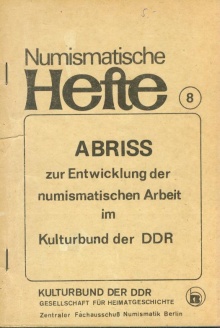 Numismatische
Hefte 8
ABRISS
zur Entwicklung der
numismatischen Arbeit
im
Kulturbund der DDR
KULTURBUND DER DDR
GESELLSCHAFT FÜR HEIMATGESCHICHTE
Zentraler Fachausschuß Numismatik Berlin